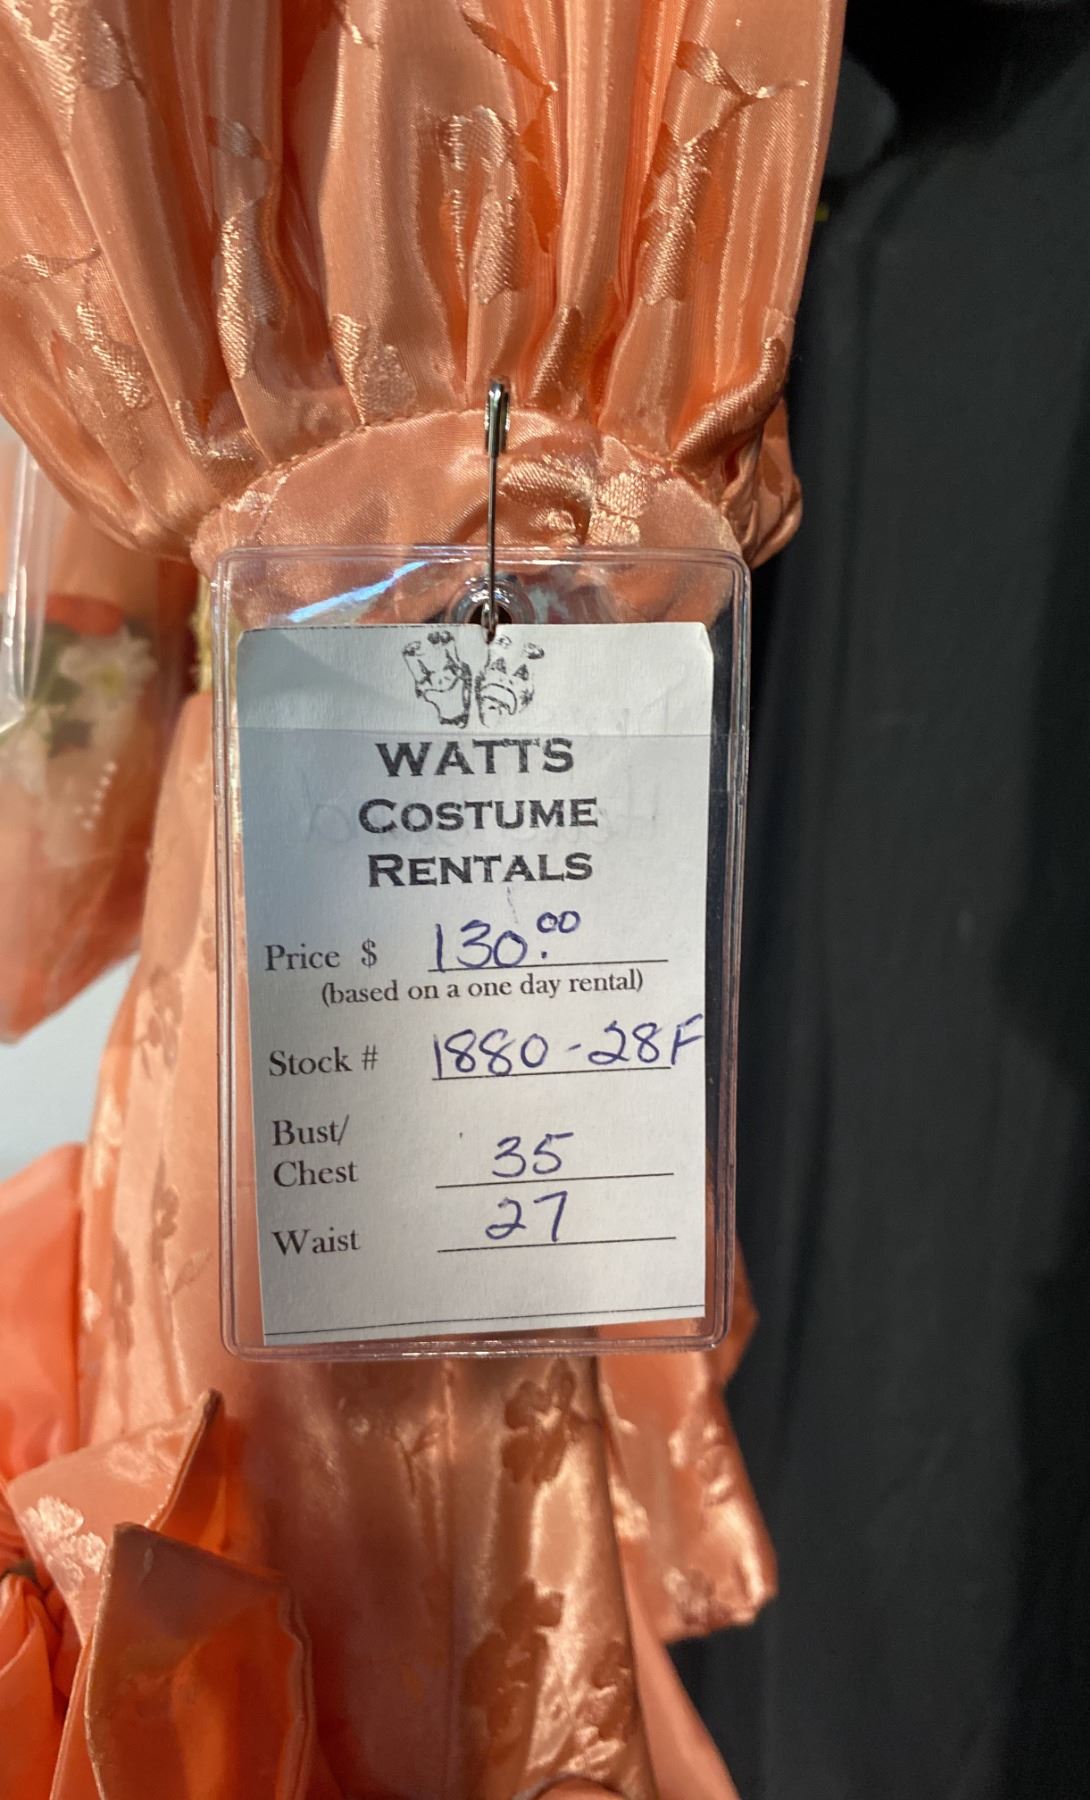 WATTS
COSTUME
RENTALS
Price $ 130.00
(based on a one day rental)
Stock # 1880-28F
Bust/
Chest 35
Waist 27